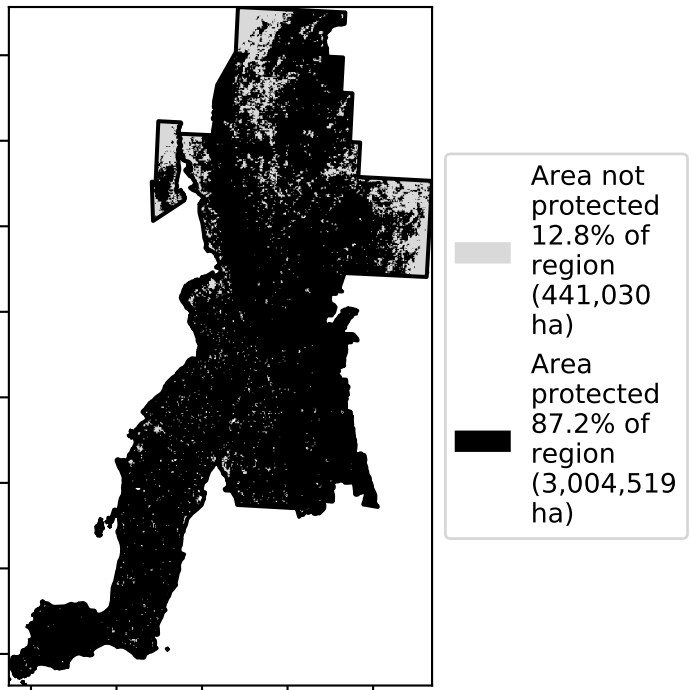 Area not
protected
12.8% of
region
(441,030
ha)
Area
protected
87.2% of
region
(3,004,519
ha)